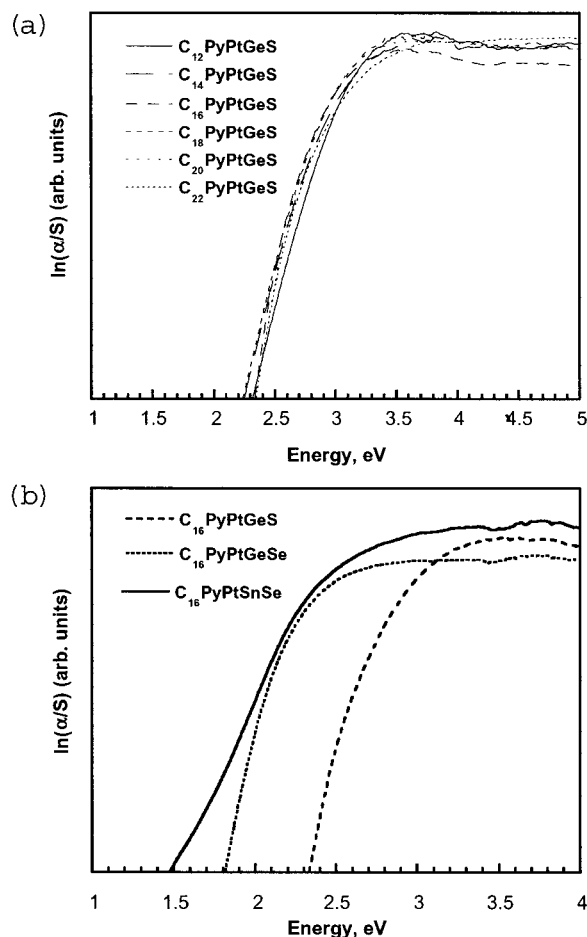 (a)
C₁₂PyPtGeS
C₁₄PyPtGeS
C₁₆PyPtGeS
C₁₈PyPtGeS
C₂₀PyPtGeS
C₂₂PyPtGeS
ln(α/S) (arb. units)
1 1.5 2 2.5 3 3.5 4 4.5 5
Energy, eV
(b)
C₁₆PyPtGeS
C₁₆PyPtGeSe
C₁₆PyPtSnSe
ln(α/S) (arb. units)
1 1.5 2 2.5 3 3.5 4
Energy, eV